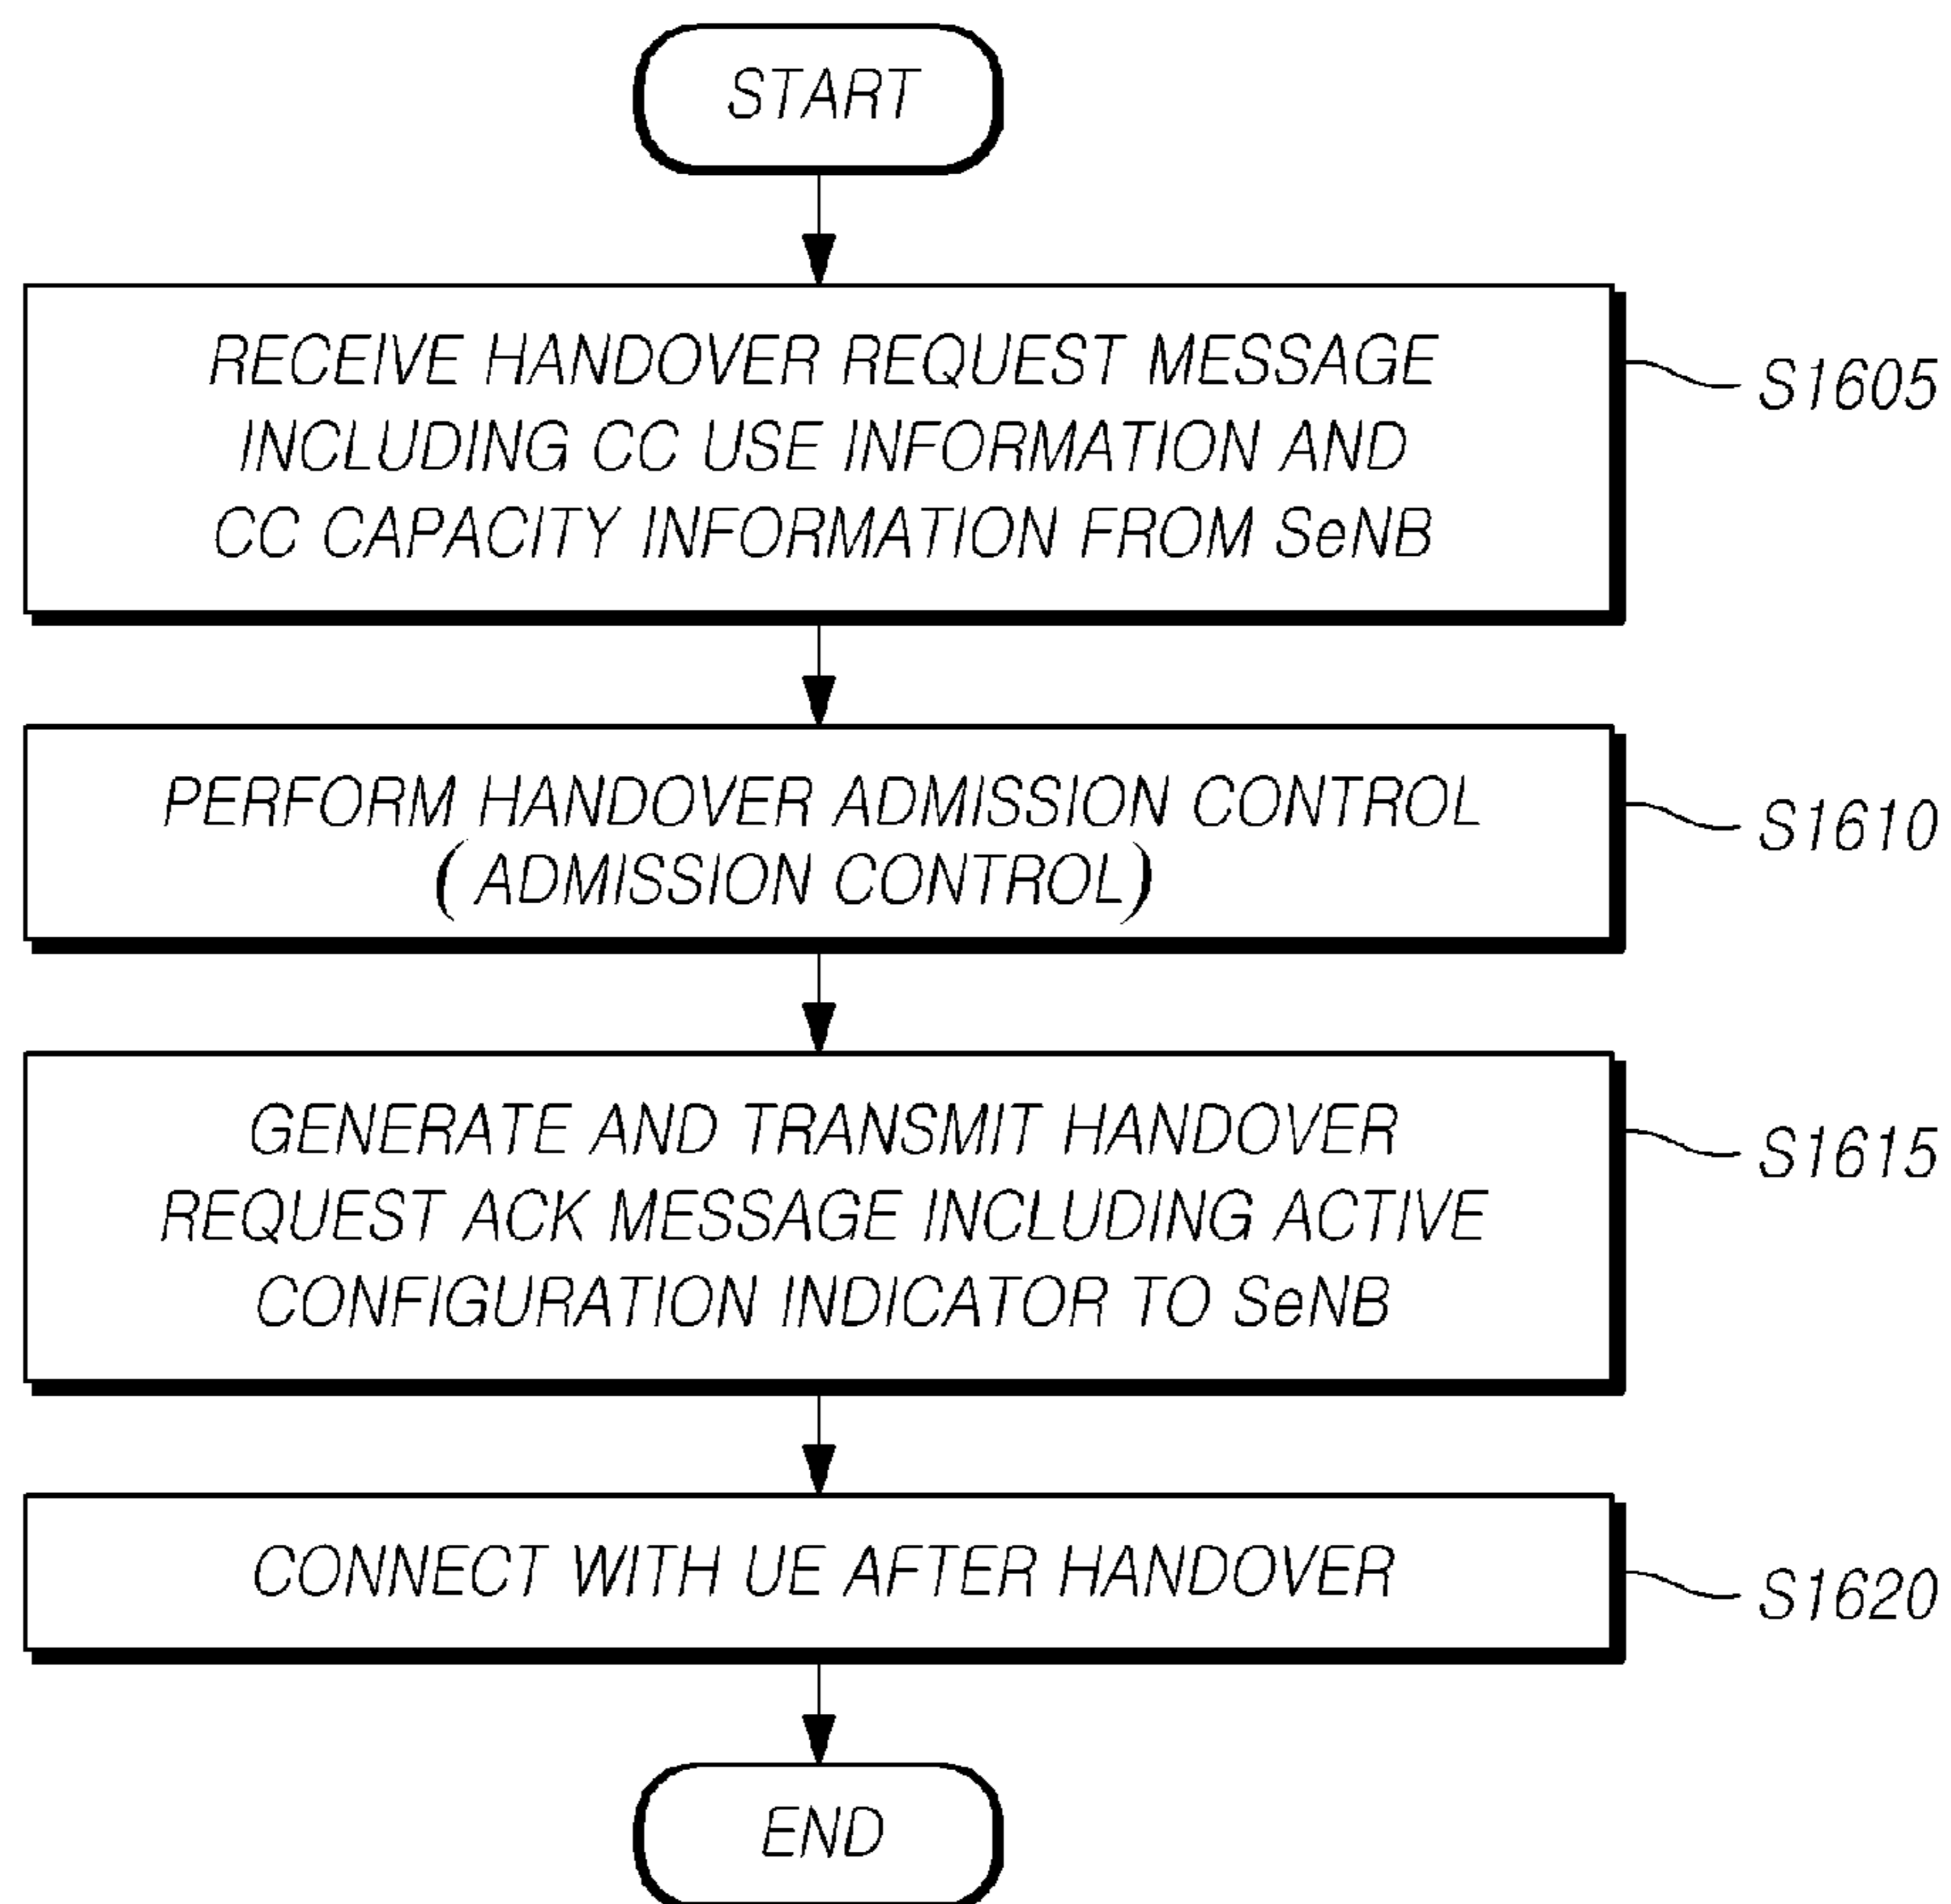 START
RECEIVE HANDOVER REQUEST MESSAGE
INCLUDING CC USE INFORMATION AND
CC CAPACITY INFORMATION FROM SeNB
S1605
PERFORM HANDOVER ADMISSION CONTROL
(ADMISSION CONTROL)
S1610
GENERATE AND TRANSMIT HANDOVER
REQUEST ACK MESSAGE INCLUDING ACTIVE
CONFIGURATION INDICATOR TO SeNB
S1615
CONNECT WITH UE AFTER HANDOVER
S1620
END